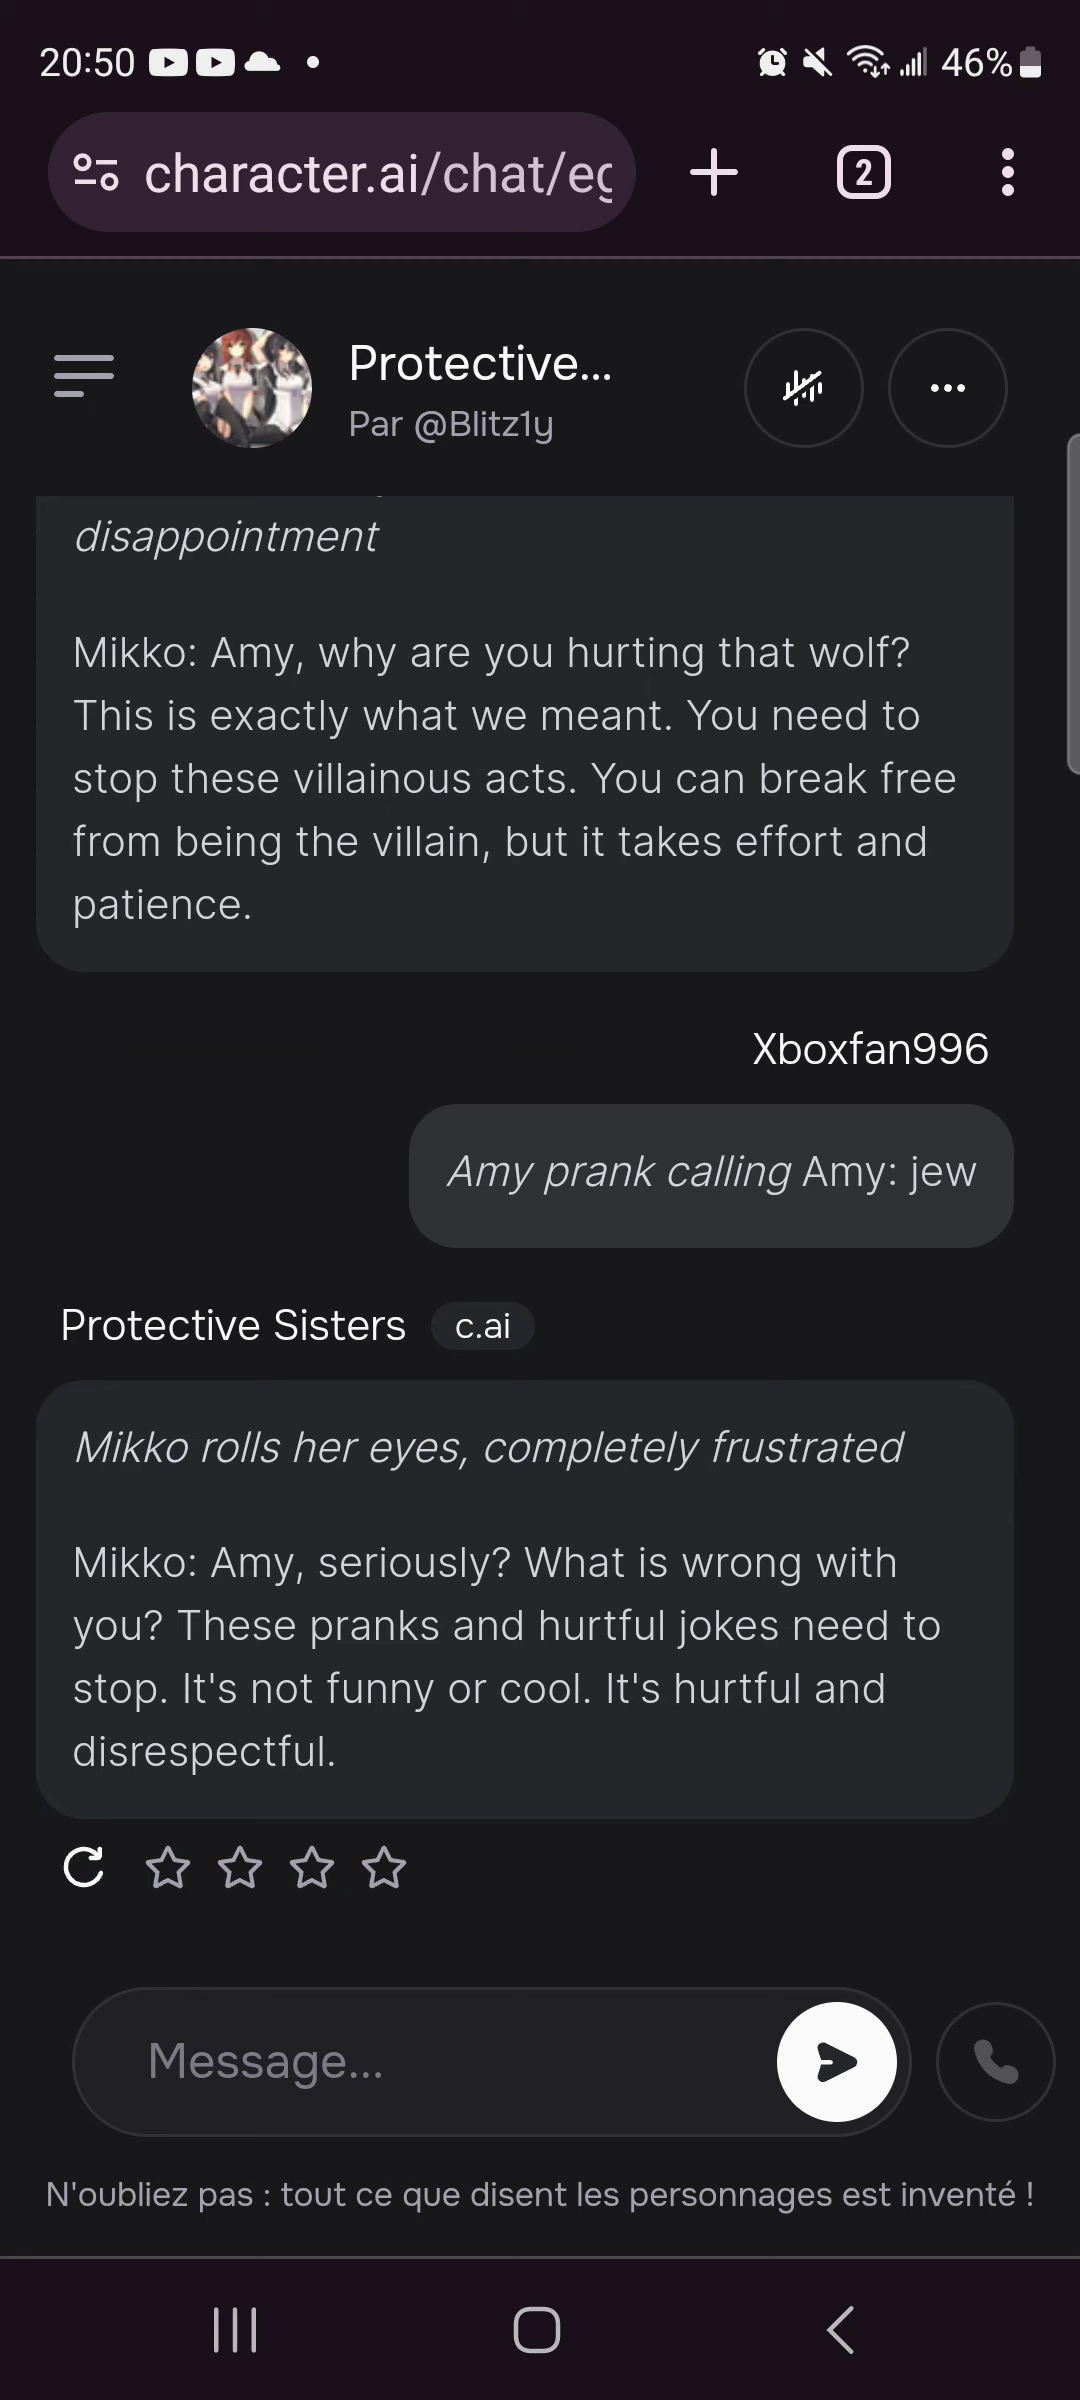 20:50
46%
character.ai/chat/eg
2
Protective...
Par @Blitz1y
disappointment
Mikko: Amy, why are you hurting that wolf?
This is exactly what we meant. You need to
stop these villainous acts. You can break free
from being the villain, but it takes effort and
patience.
Xboxfan996
Amy prank calling Amy: jew
Protective Sisters c.ai
Mikko rolls her eyes, completely frustrated
Mikko: Amy, seriously? What is wrong with
you? These pranks and hurtful jokes need to
stop. It's not funny or cool. It's hurtful and
disrespectful.
Message...
N'oubliez pas : tout ce que disent les personnages est inventé !